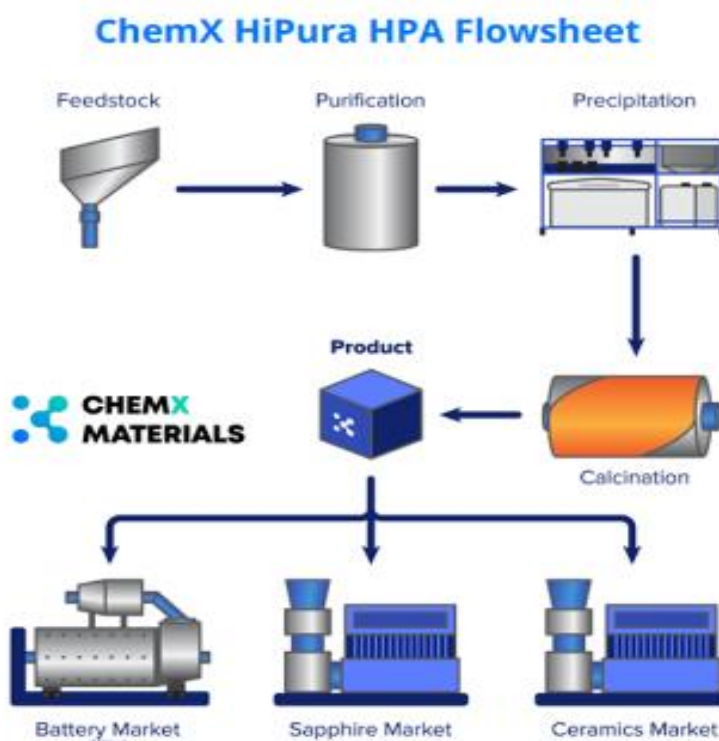 ChemX HiPura HPA Flowsheet
Feedstock
Purification
Precipitation
Product
CHEMX
MATERIALS
Calcination
Battery Market
Sapphire Market
Ceramics Market